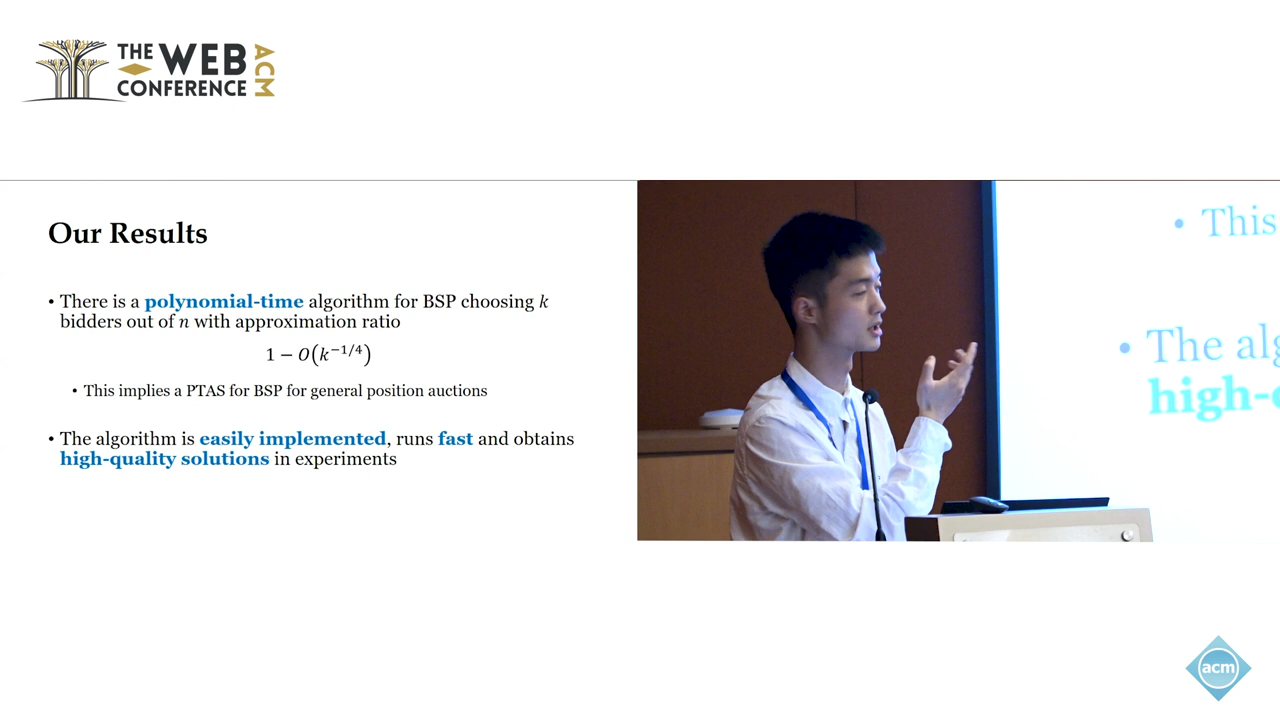 THE WEB
CONFERENCE
ACM
Our Results
• There is a polynomial-time algorithm for BSP choosing k
bidders out of n with approximation ratio
1 − O(k^{−1/4})
• This implies a PTAS for BSP for general position auctions
• The algorithm is easily implemented, runs fast and obtains
high-quality solutions in experiments
• This
• The alg
high-
acm